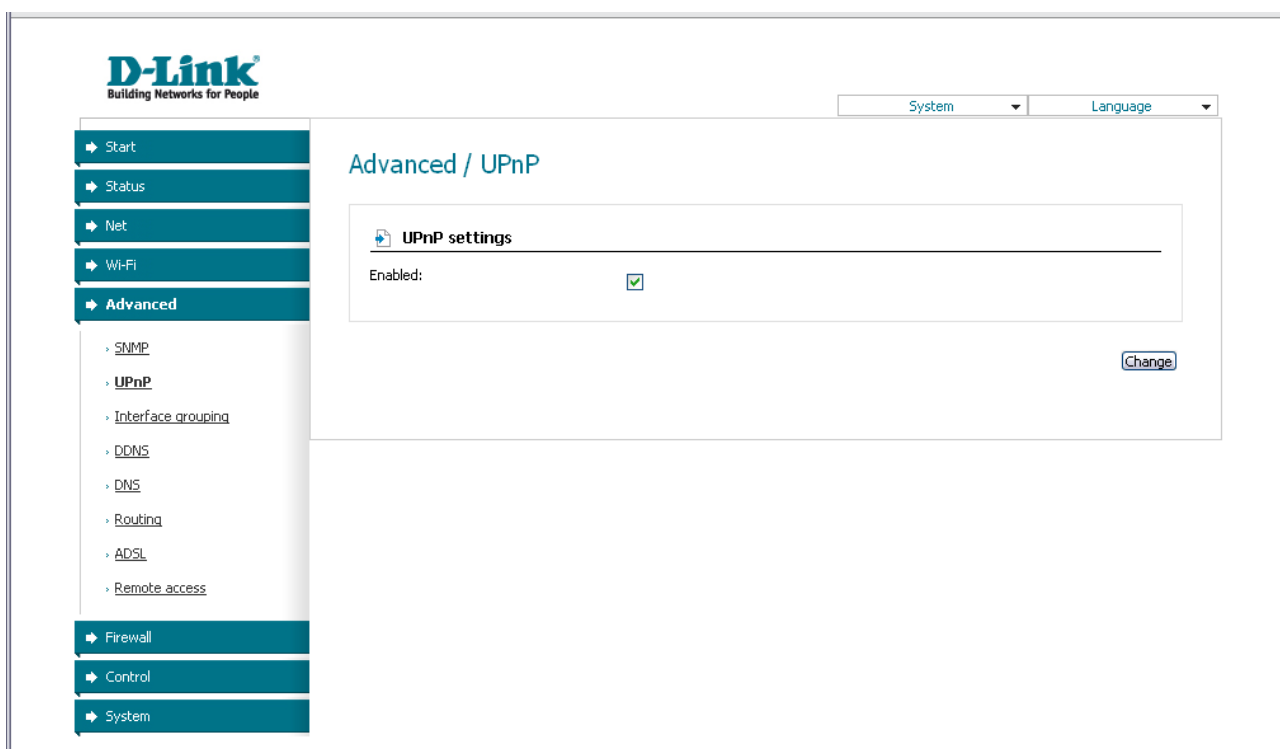 D-Link
Building Networks for People
System
Language
Start
Status
Net
Wi-Fi
Advanced
SNMP
UPnP
Interface grouping
DDNS
DNS
Routing
ADSL
Remote access
Firewall
Control
System
Advanced / UPnP
UPnP settings
Enabled:
Change